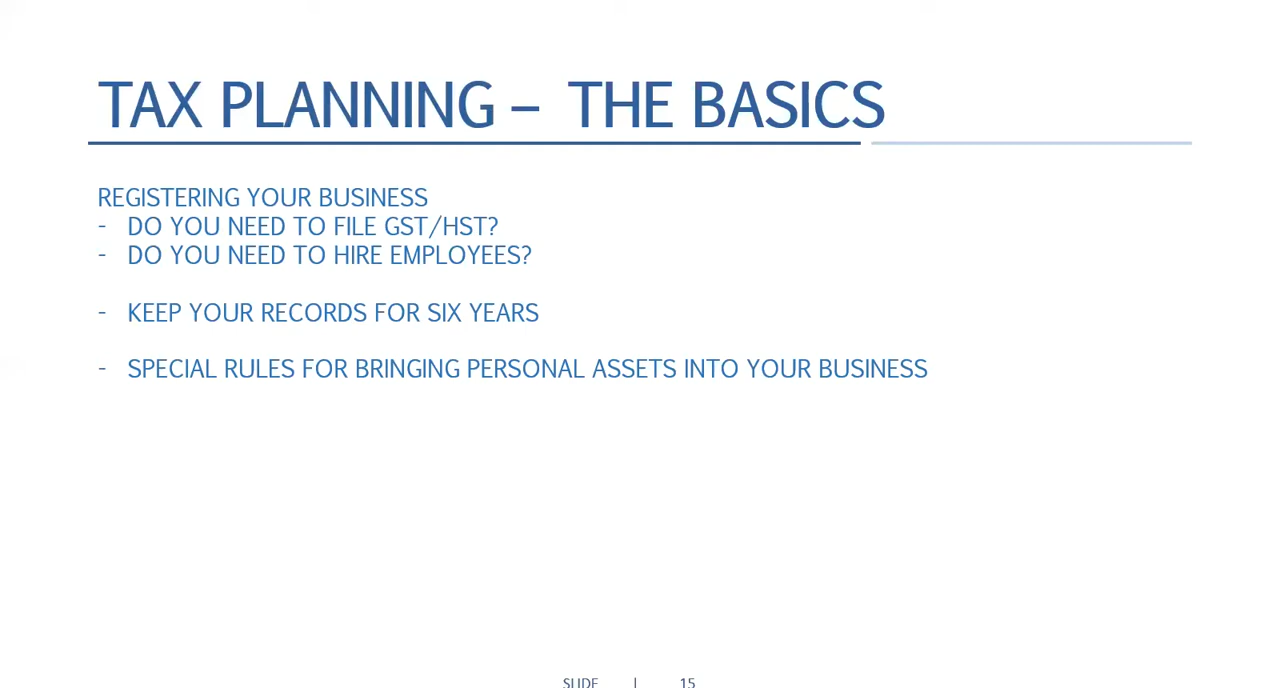 TAX PLANNING – THE BASICS
REGISTERING YOUR BUSINESS
- DO YOU NEED TO FILE GST/HST?
- DO YOU NEED TO HIRE EMPLOYEES?
- KEEP YOUR RECORDS FOR SIX YEARS
- SPECIAL RULES FOR BRINGING PERSONAL ASSETS INTO YOUR BUSINESS
SLIDE | 15